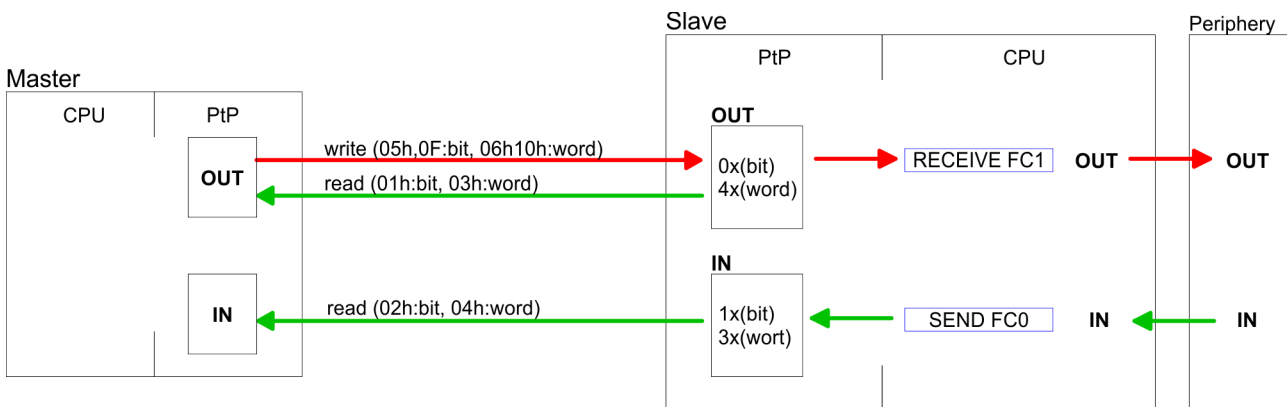 Slave
Periphery
PtP
CPU
Master
CPU
PtP
OUT
write (05h,0F:bit, 06h10h:word)
OUT
read (01h:bit, 03h:word)
0x(bit)
4x(word)
RECEIVE FC1
OUT
OUT
IN
IN
read (02h:bit, 04h:word)
1x(bit)
3x(wort)
SEND FC0
IN
IN